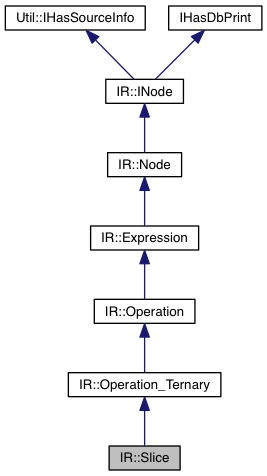 Util::IHasSourceInfo
IHasDbPrint
IR::INode
IR::Node
IR::Expression
IR::Operation
IR::Operation_Ternary
IR::Slice